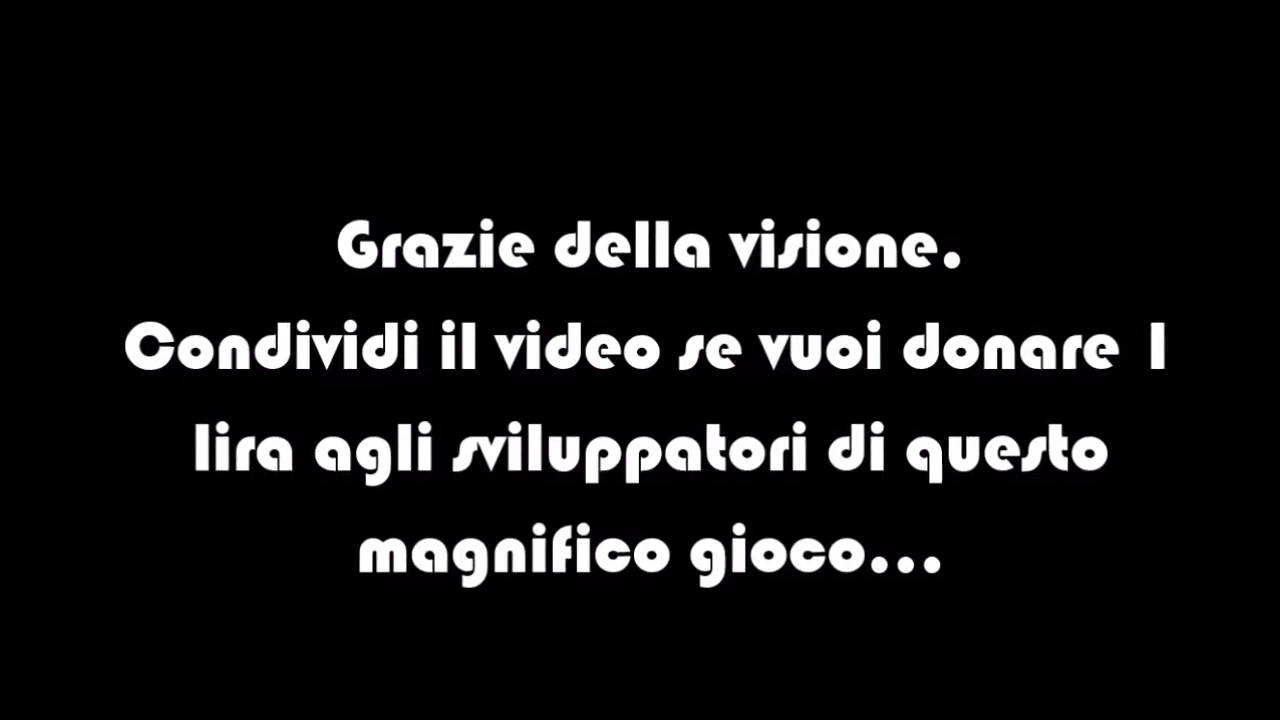 Grazie della visione.
Condividi il video se vuoi donare 1
lira agli sviluppatori di questo
magnifico gioco...